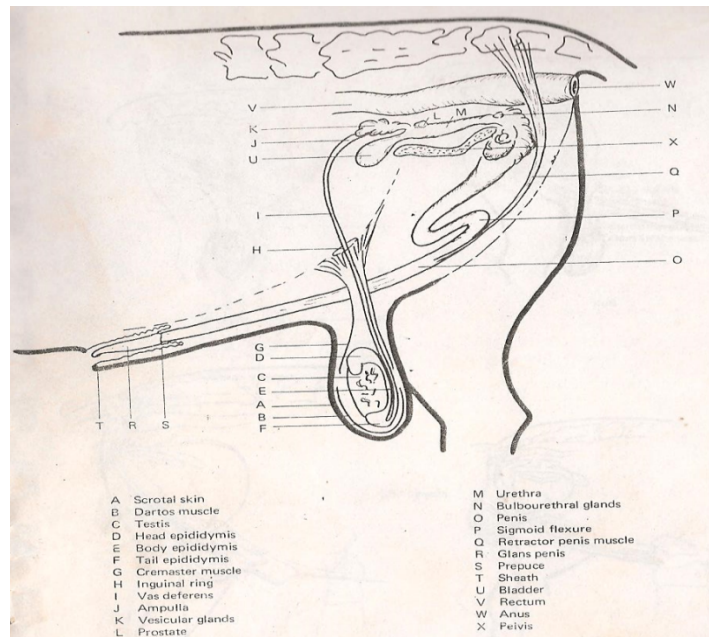 W
V
N
L
M
K
J
X
U
Q
I
P
H
O
G
D
C
E
A
B
F
T R S
A Scrotal skin
B Dartos muscle
C Testis
D Head epididymis
E Body epididymis
F Tail epididymis
G Cremaster muscle
H Inguinal ring
I Vas deferens
J Ampulla
K Vesicular glands
L Prostate
M Urethra
N Bulbourethral glands
O Penis
P Sigmoid flexure
Q Retractor penis muscle
R Glans penis
S Prepuce
T Sheath
U Bladder
V Rectum
W Anus
X Pelvis